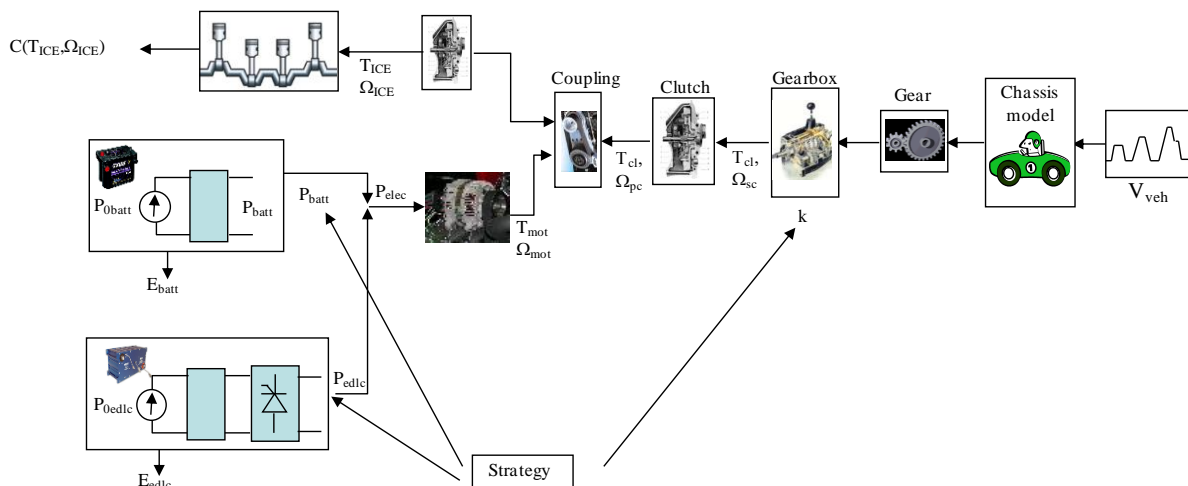 C(T_ICE,Ω_ICE)
T_ICE
Ω_ICE
Coupling
Clutch
Gearbox
Gear
Chassis
model
T_cl,
Ω_pc
T_cl,
Ω_sc
k
1
V_veh
P_0batt
P_batt
P_batt
P_elec
T_mot
Ω_mot
E_batt
P_0edlc
P_edlc
E_edlc
Strategy